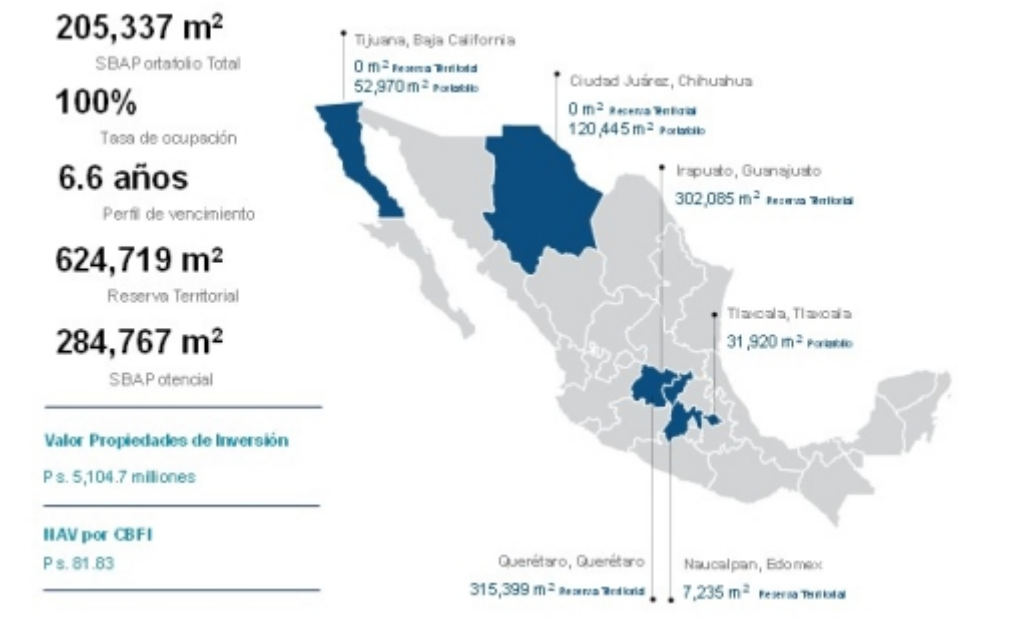 205,337 m²
SBA Portafolio Total
100%
Tasa de ocupación
6.6 años
Perfil de vencimiento
624,719 m²
Reserva Territorial
284,767 m²
SBA Potencial
Valor Propiedades de Inversión
Ps. 5,104.7 millones
NAV por CBFI
Ps. 81.83
Tijuana, Baja California
0 m² Reserva Territorial
52,970 m² Portafolio
Ciudad Juárez, Chihuahua
0 m² Reserva Territorial
120,445 m² Portafolio
Irapuato, Guanajuato
302,085 m² Reserva Territorial
Tlaxcala, Tlaxcala
31,920 m² Portafolio
Querétaro, Querétaro
315,399 m² Reserva Territorial
Naucalpan, Edomex
7,235 m² Reserva Territorial